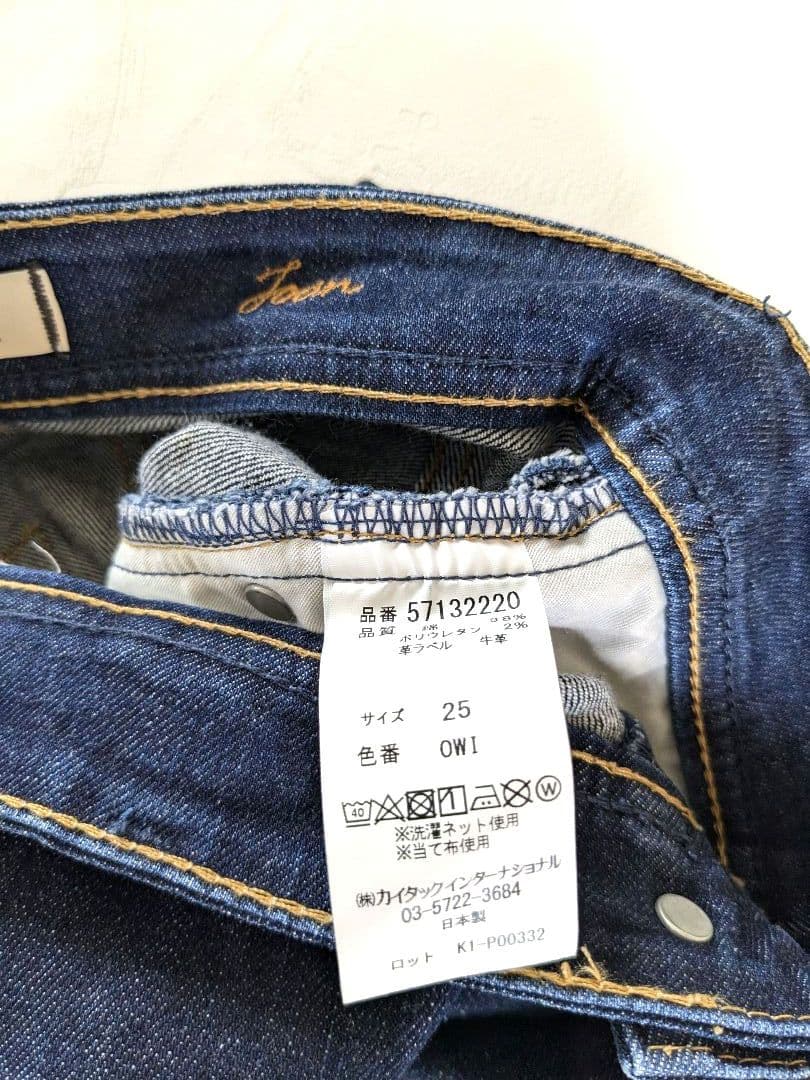 Joan
品番 57132220
品質 綿 98%
ポリウレタン 2%
革ラベル 牛革
サイズ 25
色番 OWI
40 W
※洗濯ネット使用
※当て布使用
㈱カイタックインターナショナル
03-5722-3684
日本製
ロット K1-P00332